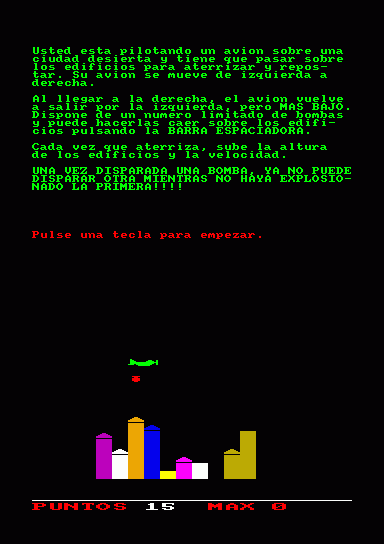 Usted esta pilotando un avion sobre una
ciudad desierta y tiene que pasar sobre
los edificios para aterrizar y repos-
tar. Su avion se mueve de izquierda a
derecha.
Al llegar a la derecha, el avion vuelve
a salir por la izquierda, pero MAS BAJO.
Dispone de un numero limitado de bombas
y puede hacerlas caer sobre los edifi-
cios pulsando la BARRA ESPACIADORA.
Cada vez que aterriza, sube la altura
de los edificios y la velocidad.
UNA VEZ DISPARADA UNA BOMBA, YA NO PUEDE
DISPARAR OTRA MIENTRAS NO HAYA EXPLOSIO-
NADO LA PRIMERA!!!!
Pulse una tecla para empezar.
PUNTOS 15 MAX 0